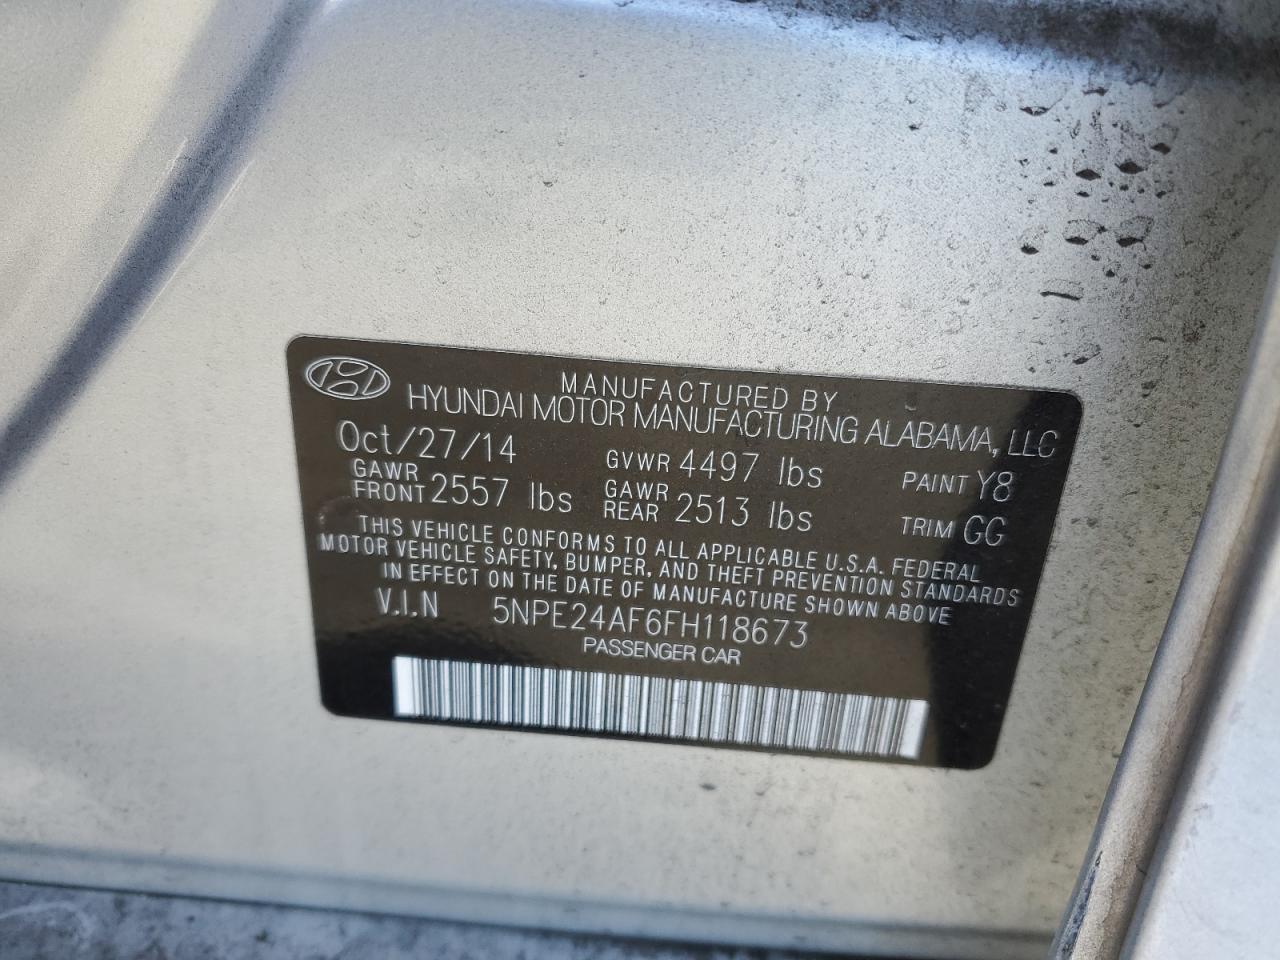 MANUFACTURED BY
HYUNDAI MOTOR MANUFACTURING ALABAMA, LLC
Oct/27/14 GVWR 4497 lbs PAINT Y8
GAWR FRONT 2557 lbs GAWR REAR 2513 lbs TRIM GG
THIS VEHICLE CONFORMS TO ALL APPLICABLE U.S.A. FEDERAL
MOTOR VEHICLE SAFETY, BUMPER, AND THEFT PREVENTION STANDARDS
IN EFFECT ON THE DATE OF MANUFACTURE SHOWN ABOVE
V.I.N 5NPE24AF6FH118673
PASSENGER CAR